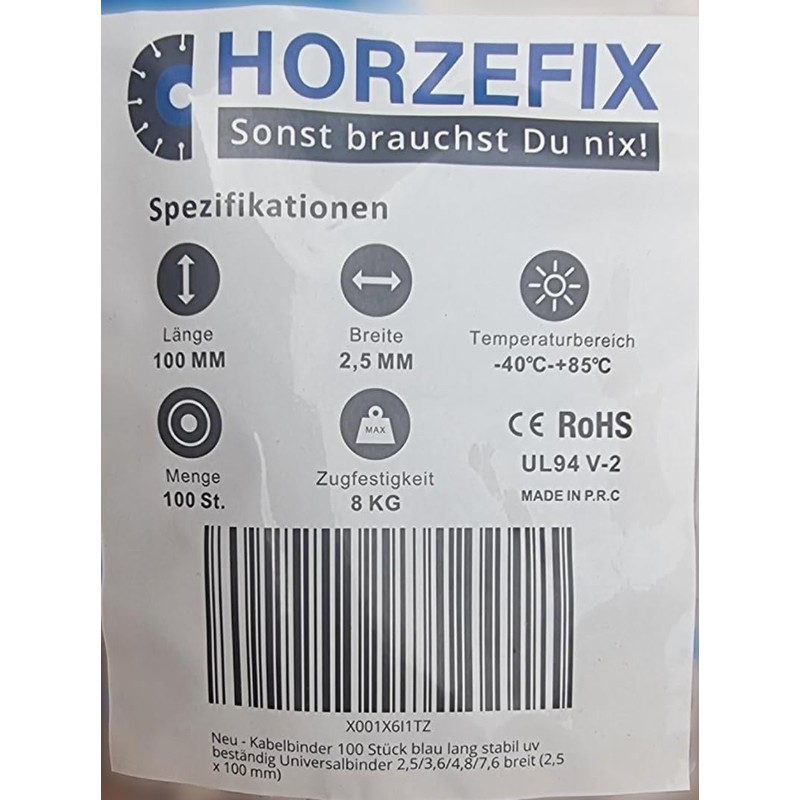 HORZEFIX
Sonst brauchst Du nix!
Spezifikationen
Länge
100 MM
Breite
2,5 MM
Temperaturbereich
-40℃-+85℃
Menge
100 St.
MAX
Zugfestigkeit
8 KG
CE RoHS
UL94 V-2
MADE IN P.R.C
X001X6I1TZ
Neu - Kabelbinder 100 Stück blau lang stabil uv
beständig Universalbinder 2,5/3,6/4,8/7,6 breit (2,5
x 100 mm)